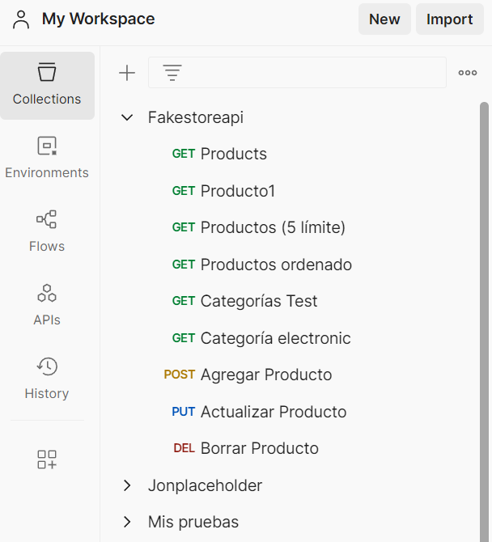 My Workspace
New
Import
Collections
Environments
Flows
APIs
History
Fakestoreapi
GET Products
GET Producto1
GET Productos (5 límite)
GET Productos ordenado
GET Categorías Test
GET Categoría electronic
POST Agregar Producto
PUT Actualizar Producto
DEL Borrar Producto
Jonplaceholder
Mis pruebas